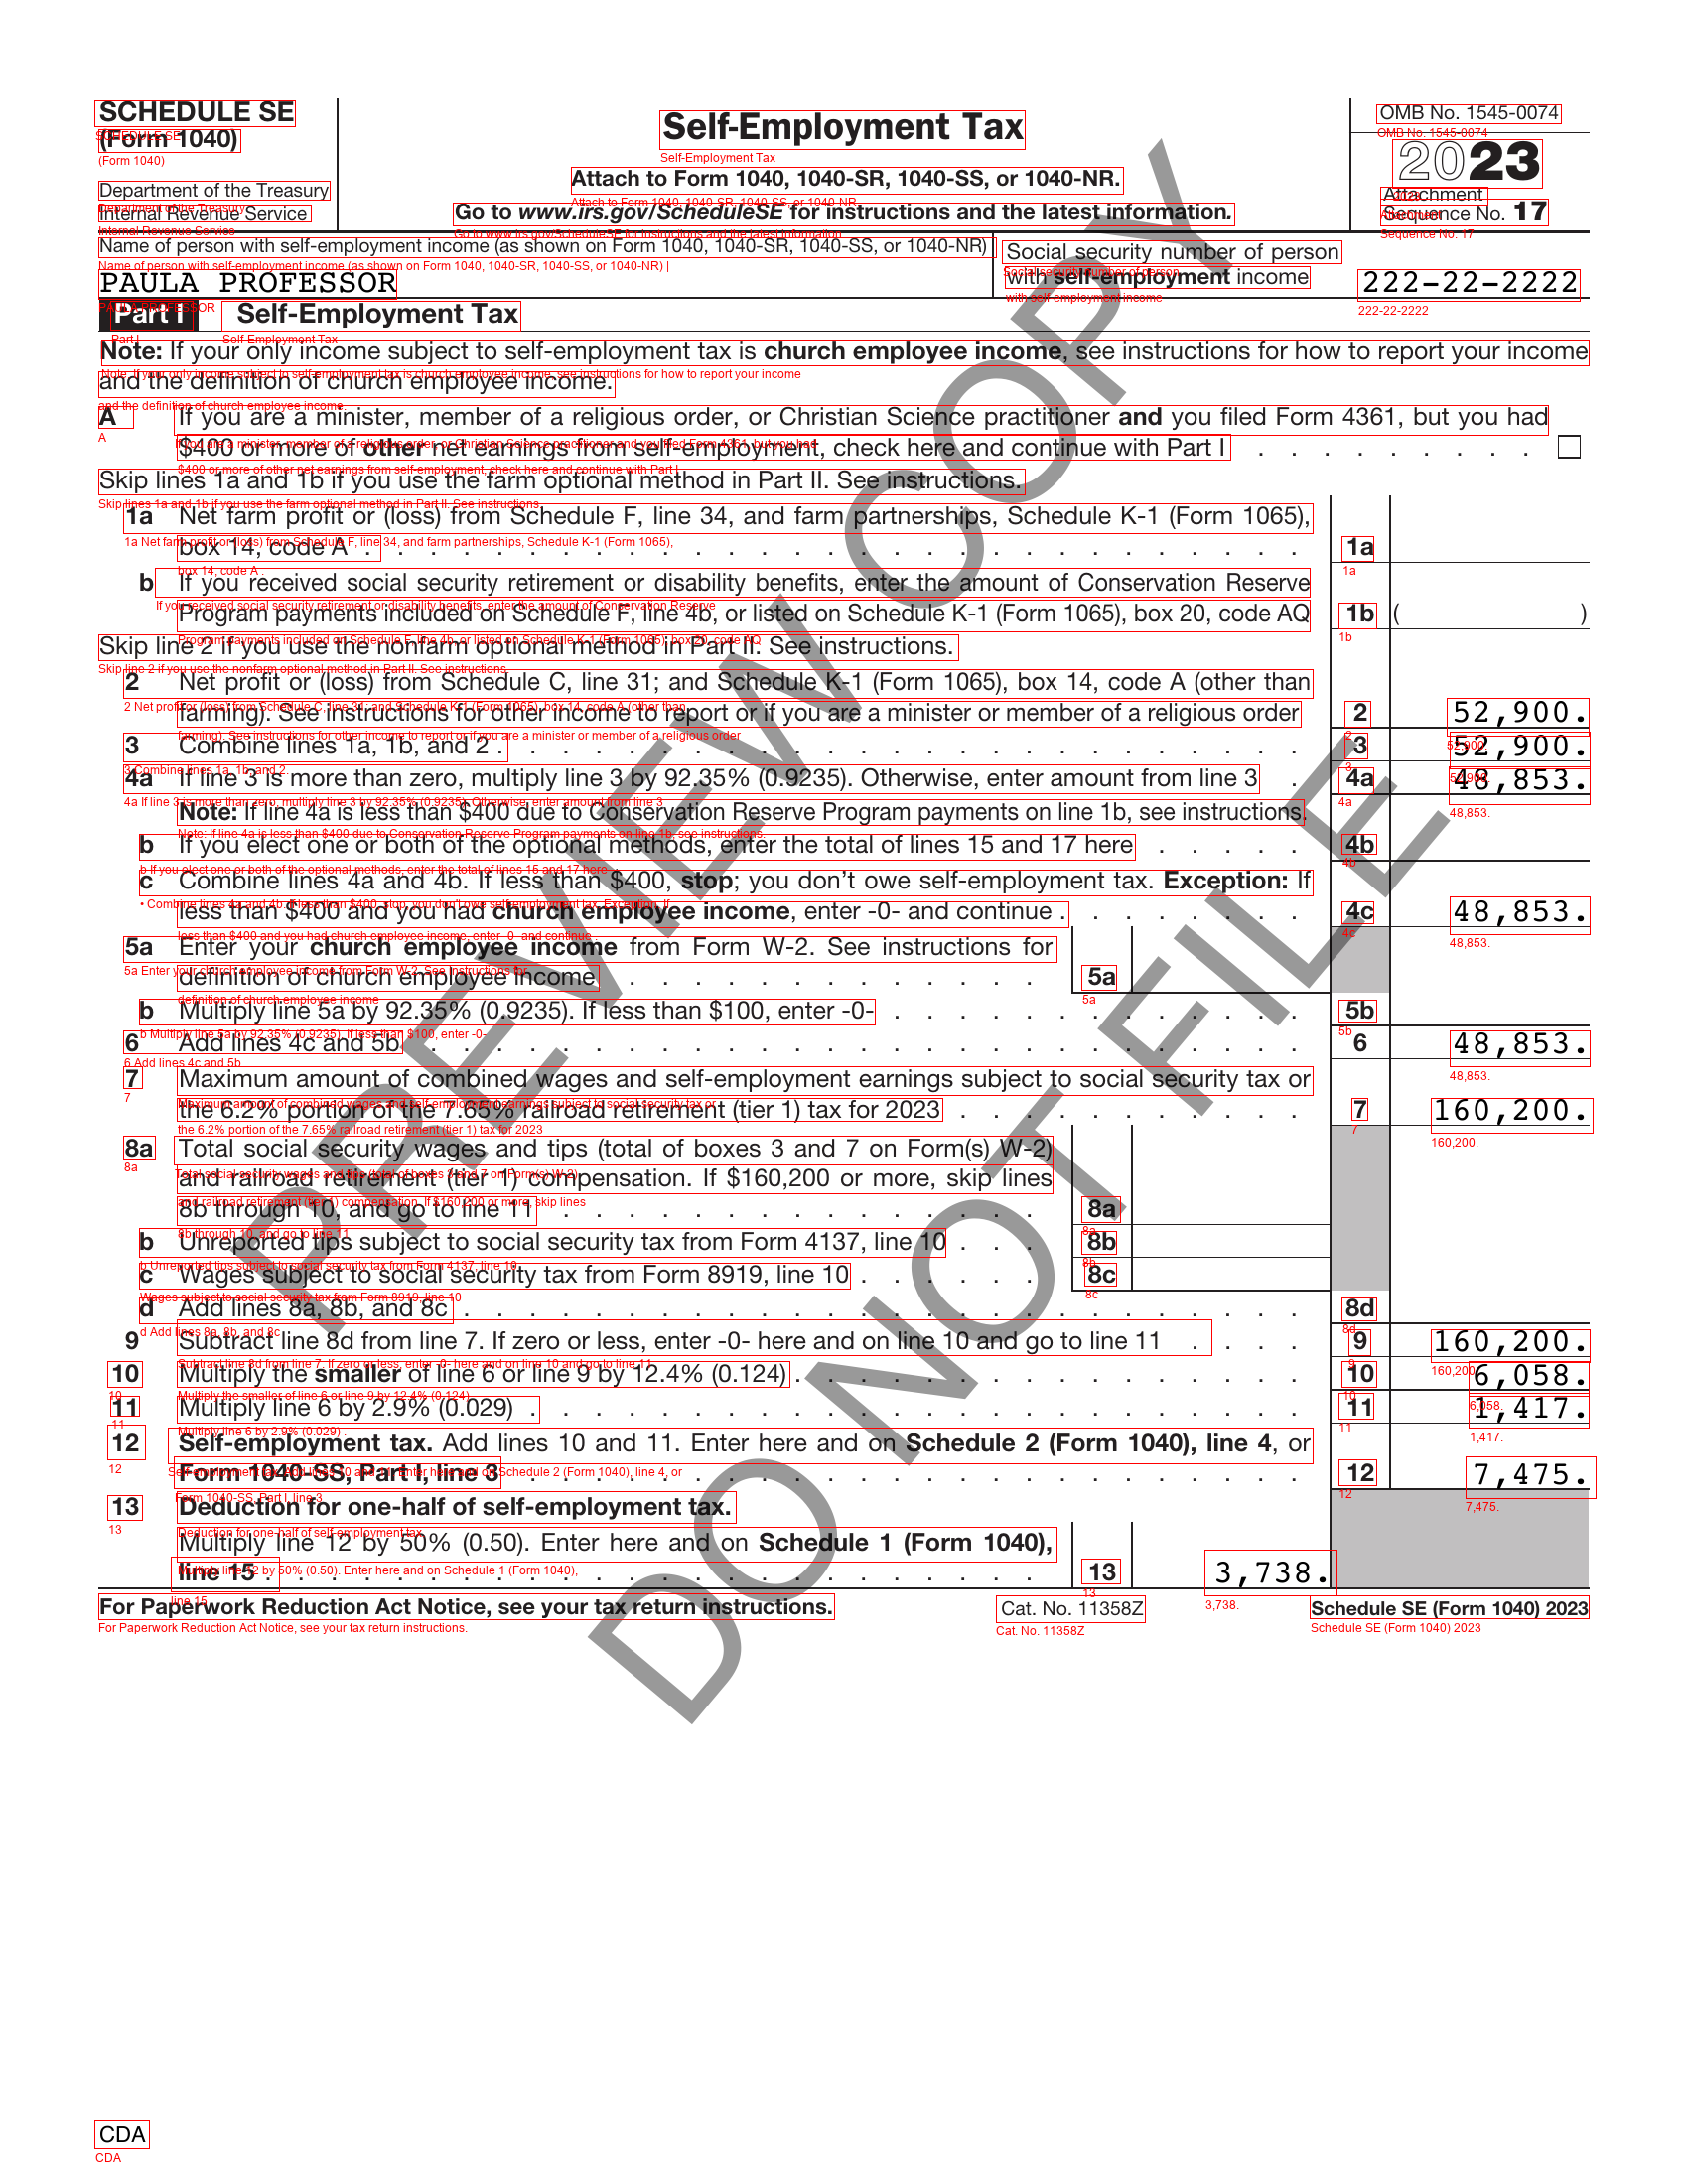 SCHEDULE SE
(Form 1040)
Department of the Treasury
Internal Revenue Service
Self-Employment Tax
Attach to Form 1040, 1040-SR, 1040-SS, or 1040-NR.
Go to www.irs.gov/ScheduleSE for instructions and the latest information.
OMB No. 1545-0074
2023
Attachment
Sequence No. 17
Name of person with self-employment income (as shown on Form 1040, 1040-SR, 1040-SS, or 1040-NR)
PAULA PROFESSOR
Social security number of person
with self-employment income 222-22-2222
Part I Self-Employment Tax
Note: If your only income subject to self-employment tax is church employee income, see instructions for how to report your income
and the definition of church employee income.
A If you are a minister, member of a religious order, or Christian Science practitioner and you filed Form 4361, but you had
$400 or more of other net earnings from self-employment, check here and continue with Part I . . . . . . . . .
Skip lines 1a and 1b if you use the farm optional method in Part II. See instructions.
1a Net farm profit or (loss) from Schedule F, line 34, and farm partnerships, Schedule K-1 (Form 1065),
box 14, code A . . . . . . . . . . . . . . . . . . . . . . . . . . . . 1a
b If you received social security retirement or disability benefits, enter the amount of Conservation Reserve
Program payments included on Schedule F, line 4b, or listed on Schedule K-1 (Form 1065), box 20, code AQ 1b ( )
Skip line 2 if you use the nonfarm optional method in Part II. See instructions.
2 Net profit or (loss) from Schedule C, line 31; and Schedule K-1 (Form 1065), box 14, code A (other than
farming). See instructions for other income to report or if you are a minister or member of a religious order 2 52,900.
3 Combine lines 1a, 1b, and 2 . . . . . . . . . . . . . . . . . . . . . . . . . 3 52,900.
4a If line 3 is more than zero, multiply line 3 by 92.35% (0.9235). Otherwise, enter amount from line 3 . 4a 48,853.
Note: If line 4a is less than $400 due to Conservation Reserve Program payments on line 1b, see instructions.
b If you elect one or both of the optional methods, enter the total of lines 15 and 17 here . . . . . 4b
c Combine lines 4a and 4b. If less than $400, stop; you don’t owe self-employment tax. Exception: If
less than $400 and you had church employee income, enter -0- and continue . . . . . . . . 4c 48,853.
5a Enter your church employee income from Form W-2. See instructions for
definition of church employee income . . . . . . . . . . . . . 5a
b Multiply line 5a by 92.35% (0.9235). If less than $100, enter -0- . . . . . . . . . . . . . 5b
6 Add lines 4c and 5b . . . . . . . . . . . . . . . . . . . . . . . . . . . 6 48,853.
7 Maximum amount of combined wages and self-employment earnings subject to social security tax or
the 6.2% portion of the 7.65% railroad retirement (tier 1) tax for 2023 . . . . . . . . . . . 7 160,200.
8a Total social security wages and tips (total of boxes 3 and 7 on Form(s) W-2)
and railroad retirement (tier 1) compensation. If $160,200 or more, skip lines
8b through 10, and go to line 11 . . . . . . . . . . . . . . . 8a
b Unreported tips subject to social security tax from Form 4137, line 10 . . . 8b
c Wages subject to social security tax from Form 8919, line 10 . . . . . . 8c
d Add lines 8a, 8b, and 8c . . . . . . . . . . . . . . . . . . . . . . . . . . 8d
9 Subtract line 8d from line 7. If zero or less, enter -0- here and on line 10 and go to line 11 . . . . 9 160,200.
10 Multiply the smaller of line 6 or line 9 by 12.4% (0.124) . . . . . . . . . . . . . . . . 10 6,058.
11 Multiply line 6 by 2.9% (0.029) . . . . . . . . . . . . . . . . . . . . . . . . 11 1,417.
12 Self-employment tax. Add lines 10 and 11. Enter here and on Schedule 2 (Form 1040), line 4, or
Form 1040-SS, Part I, line 3 . . . . . . . . . . . . . . . . . . . . . . . . 12 7,475.
13 Deduction for one-half of self-employment tax.
Multiply line 12 by 50% (0.50). Enter here and on Schedule 1 (Form 1040),
line 15 . . . . . . . . . . . . . . . . . . . . . . . . 13 3,738.
For Paperwork Reduction Act Notice, see your tax return instructions. Cat. No. 11358Z Schedule SE (Form 1040) 2023
PREVIEW COPY
DO NOT FILE
CDA